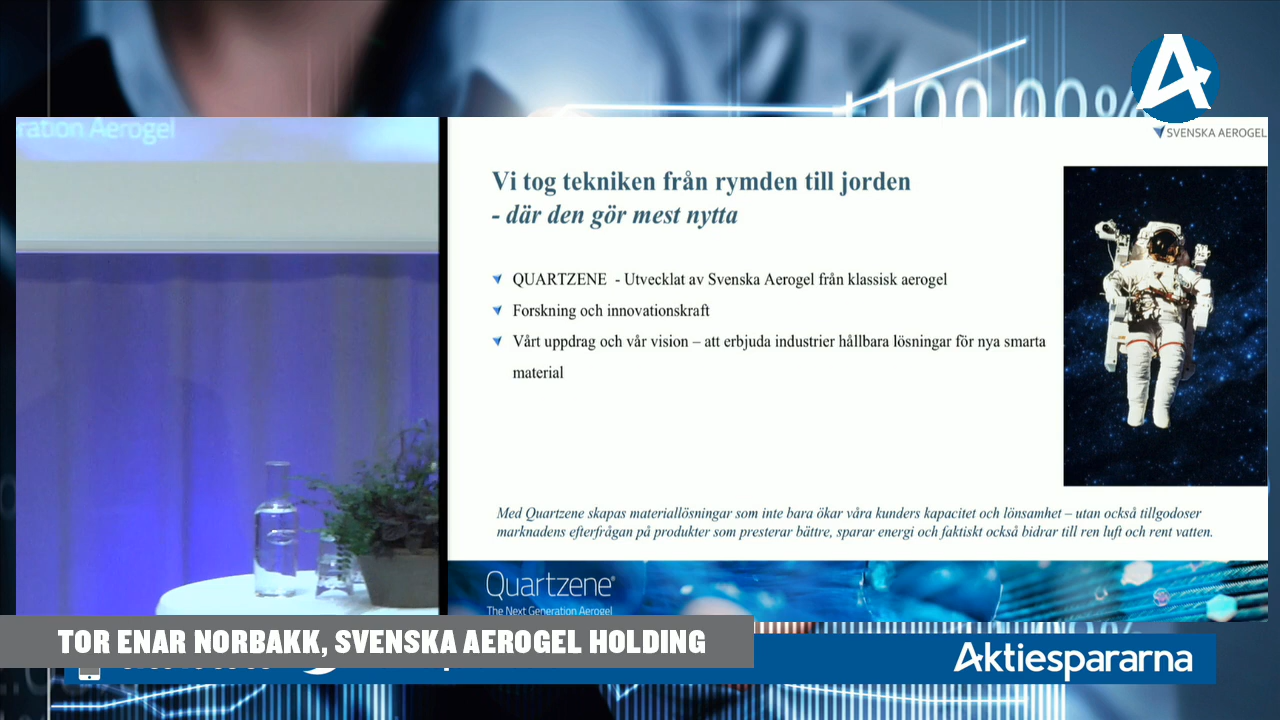 +100,00%
SVENSKA AEROGEL
eration Aerogel
Vi tog tekniken från rymden till jorden
- där den gör mest nytta
QUARTZENE - Utvecklat av Svenska Aerogel från klassisk aerogel
Forskning och innovationskraft
Vårt uppdrag och vår vision – att erbjuda industrier hållbara lösningar för nya smarta
material
Med Quartzene skapas materiallösningar som inte bara ökar våra kunders kapacitet och lönsamhet – utan också tillgodoser
marknadens efterfrågan på produkter som presterar bättre, sparar energi och faktiskt också bidrar till ren luft och rent vatten.
Quartzene®
The Next Generation Aerogel
TOR ENAR NORBAKK, SVENSKA AEROGEL HOLDING
Aktiespararna